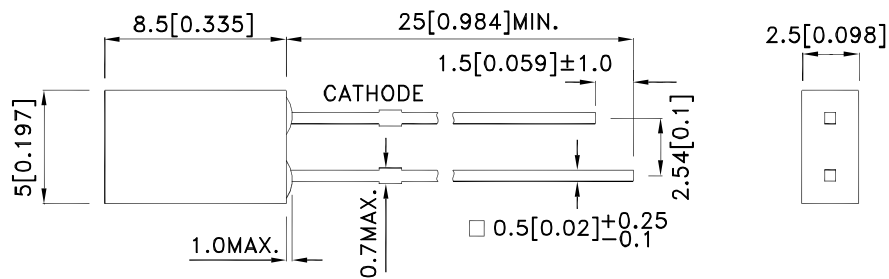 8.5[0.335]
25[0.984]MIN.
2.5[0.098]
1.5[0.059]±1.0
CATHODE
5[0.197]
2.54[0.1]
1.0MAX.
0.7MAX.
□ 0.5[0.02]+0.25 −0.1